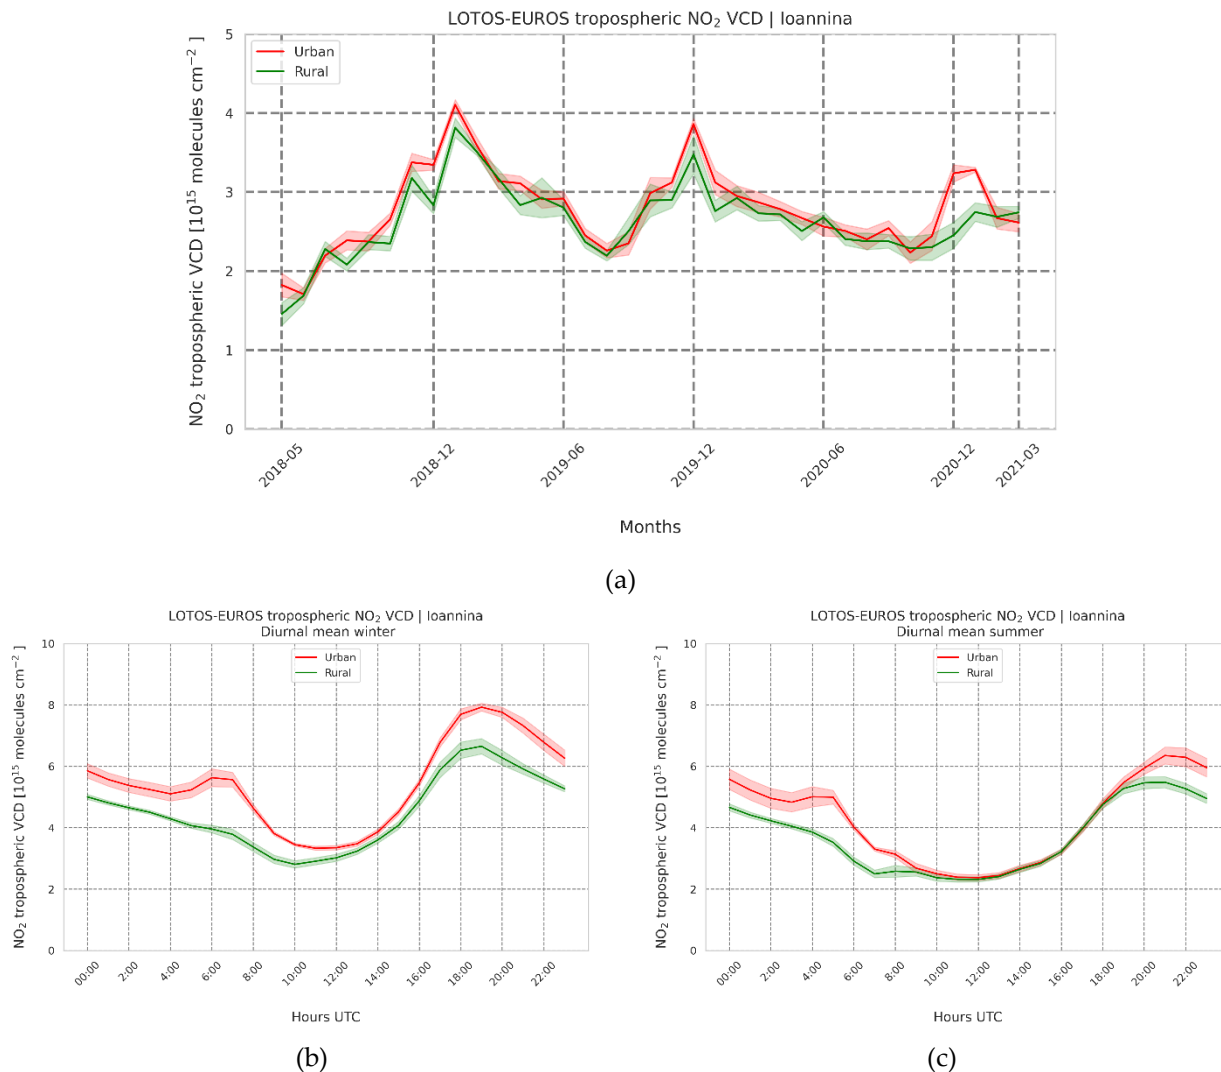 LOTOS-EUROS tropospheric NO₂ VCD | Ioannina
NO₂ tropospheric VCD [10¹⁵ molecules cm⁻² ]
5
4
3
2
1
0
Urban
Rural
2018-05
2018-12
2019-06
2019-12
2020-06
2020-12
2021-03
Months
(a)
LOTOS-EUROS tropospheric NO₂ VCD | Ioannina
Diurnal mean winter
NO₂ tropospheric VCD [10¹⁵ molecules cm⁻² ]
10
8
6
4
2
0
Urban
Rural
00:00
2:00
4:00
6:00
8:00
10:00
12:00
14:00
16:00
18:00
20:00
22:00
Hours UTC
(b)
LOTOS-EUROS tropospheric NO₂ VCD | Ioannina
Diurnal mean summer
NO₂ tropospheric VCD [10¹⁵ molecules cm⁻² ]
10
8
6
4
2
0
Urban
Rural
00:00
2:00
4:00
6:00
8:00
10:00
12:00
14:00
16:00
18:00
20:00
22:00
Hours UTC
(c)